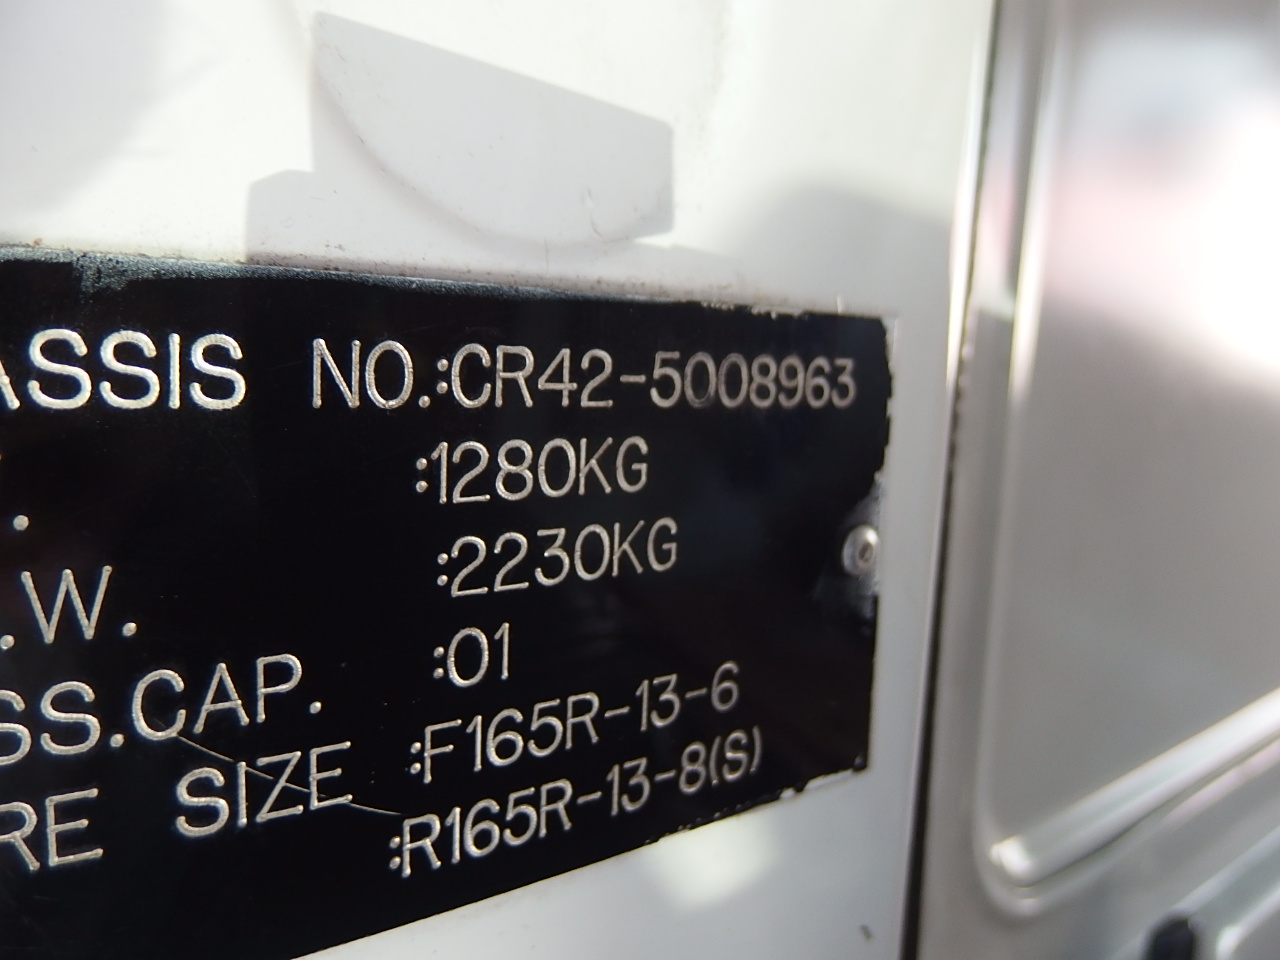 ASSIS NO.:CR42-5008963
. :1280KG
.W. :2230KG
SS.CAP. :01
RE SIZE :F165R-13-6
:R165R-13-8(S)